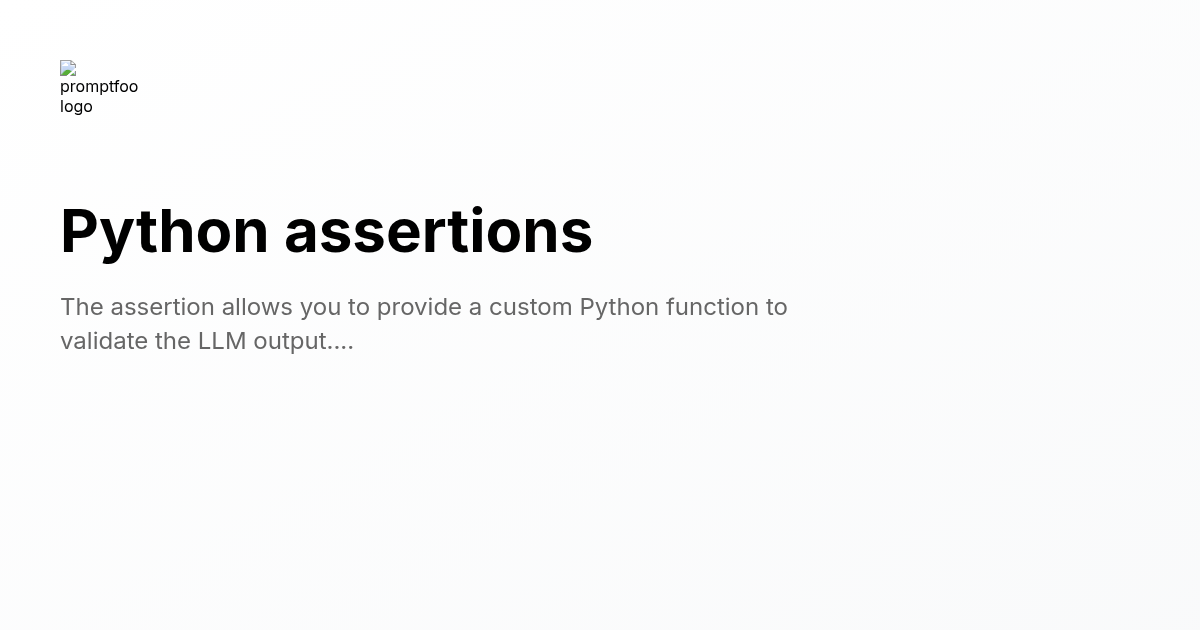 promptfoo
logo
Python assertions
The assertion allows you to provide a custom Python function to
validate the LLM output....